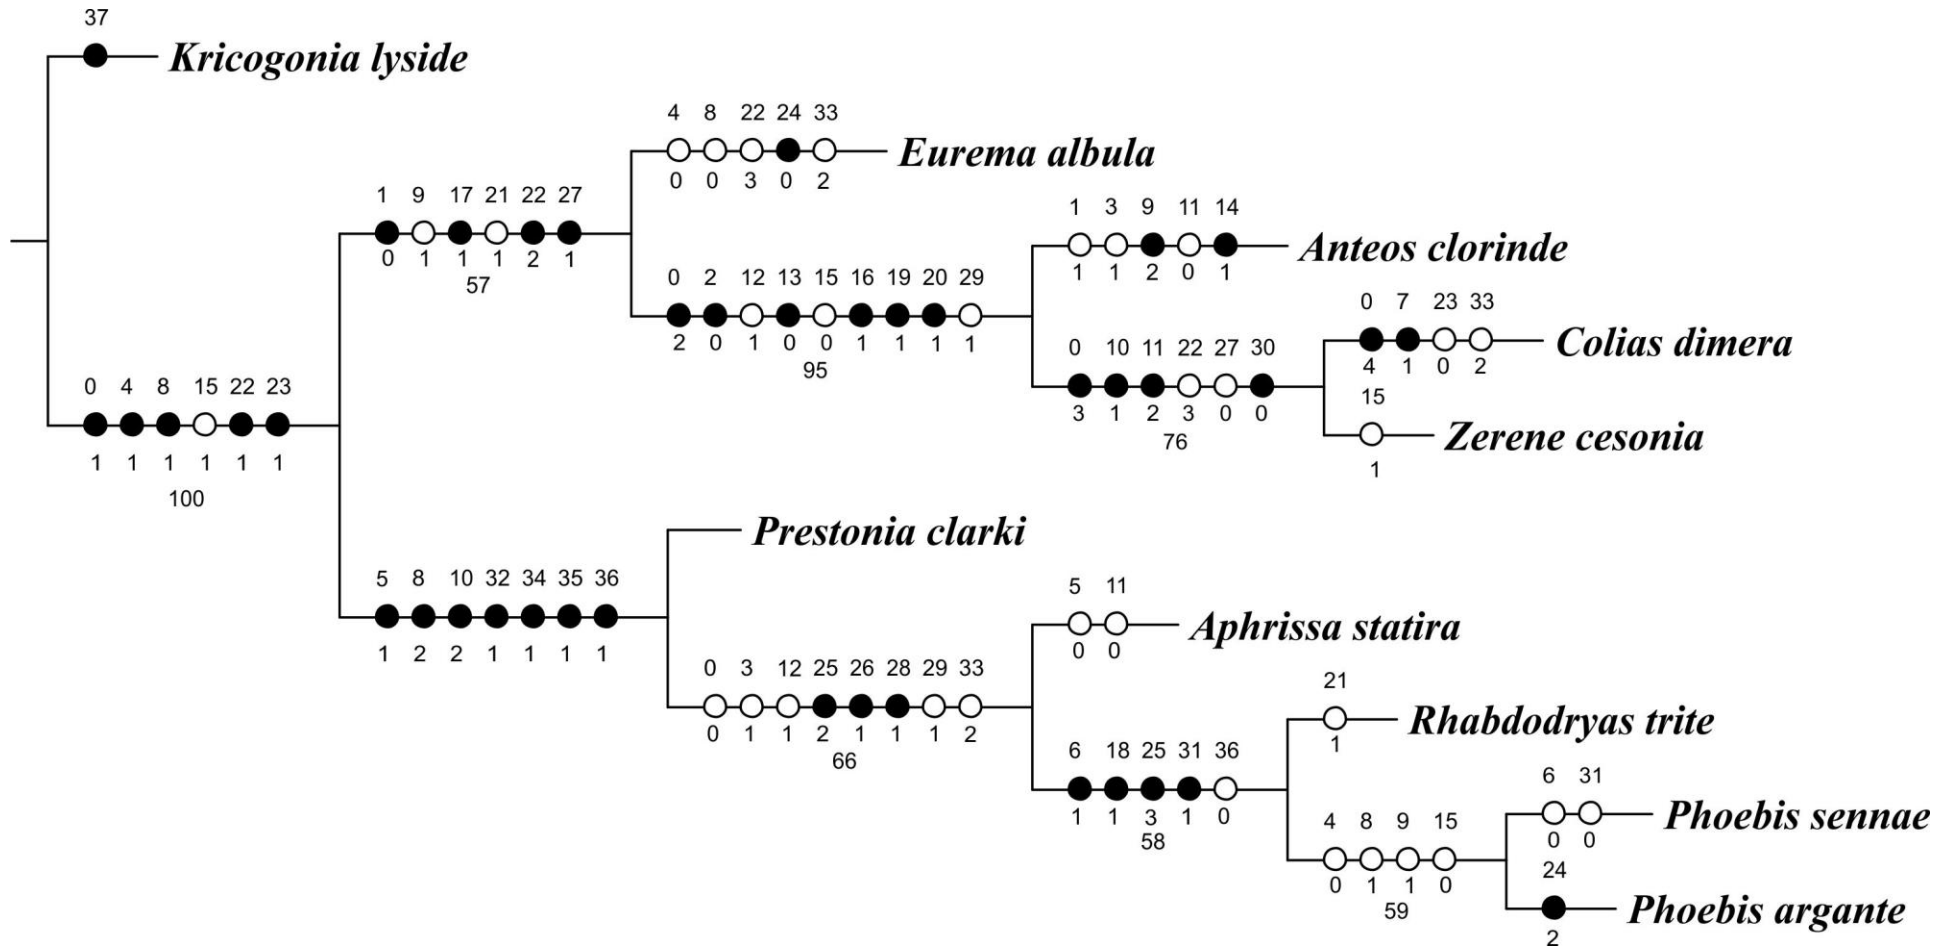 37
Kricogonia lyside
4 8 22 24 33
Eurema albula
0 0 3 0 2
1 9 17 21 22 27
0 1 1 1 2 1
57
1 3 9 11 14
Anteos clorinde
1 1 2 0 1
0 2 12 13 15 16 19 20 29
2 0 1 0 0 1 1 1 1
95
0 7 23 33
Colias dimera
4 1 0 2
0 10 11 22 27 30
3 1 2 3 0 0
76
15
Zerene cesonia
1
0 4 8 15 22 23
1 1 1 1 1 1
100
Prestonia clarki
5 8 10 32 34 35 36
1 2 2 1 1 1 1
5 11
Aphrissa statira
0 0
0 3 12 25 26 28 29 33
0 1 1 2 1 1 1 2
66
21
Rhabdodryas trite
1
6 18 25 31 36
1 1 3 1 0
58
6 31
Phoebis sennae
0 0
4 8 9 15
0 1 1 0
59
24
Phoebis argante
2